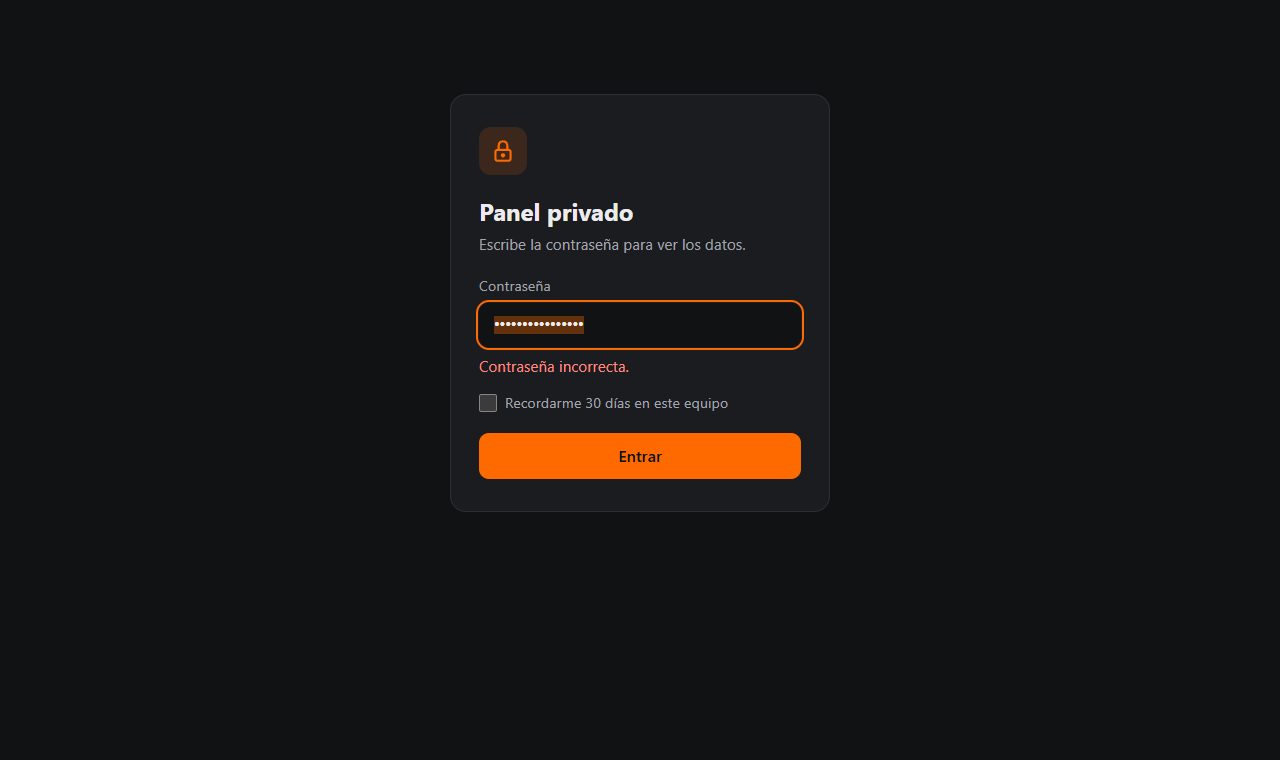 Panel privado
Escribe la contraseña para ver los datos.
Contraseña
••••••••••••••••
Contraseña incorrecta.
Recordarme 30 días en este equipo
Entrar